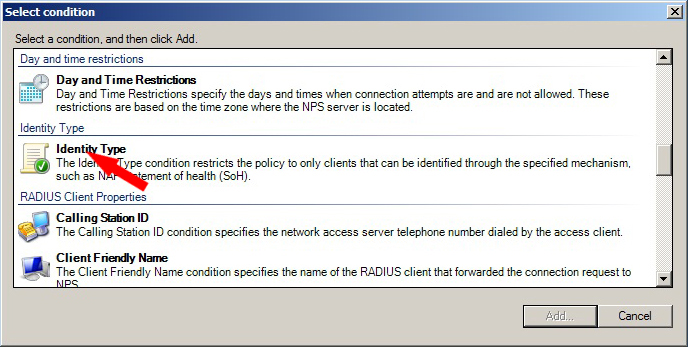 Select condition
Select a condition, and then click Add.
Day and time restrictions
Day and Time Restrictions
Day and Time Restrictions specify the days and times when connection attempts are and are not allowed. These
restrictions are based on the time zone where the NPS server is located.
Identity Type
Identity Type
The Identity Type condition restricts the policy to only clients that can be identified through the specified mechanism,
such as NAP statement of health (SoH).
RADIUS Client Properties
Calling Station ID
The Calling Station ID condition specifies the network access server telephone number dialed by the access client.
Client Friendly Name
The Client Friendly Name condition specifies the name of the RADIUS client that forwarded the connection request to
NPS.
Add...
Cancel